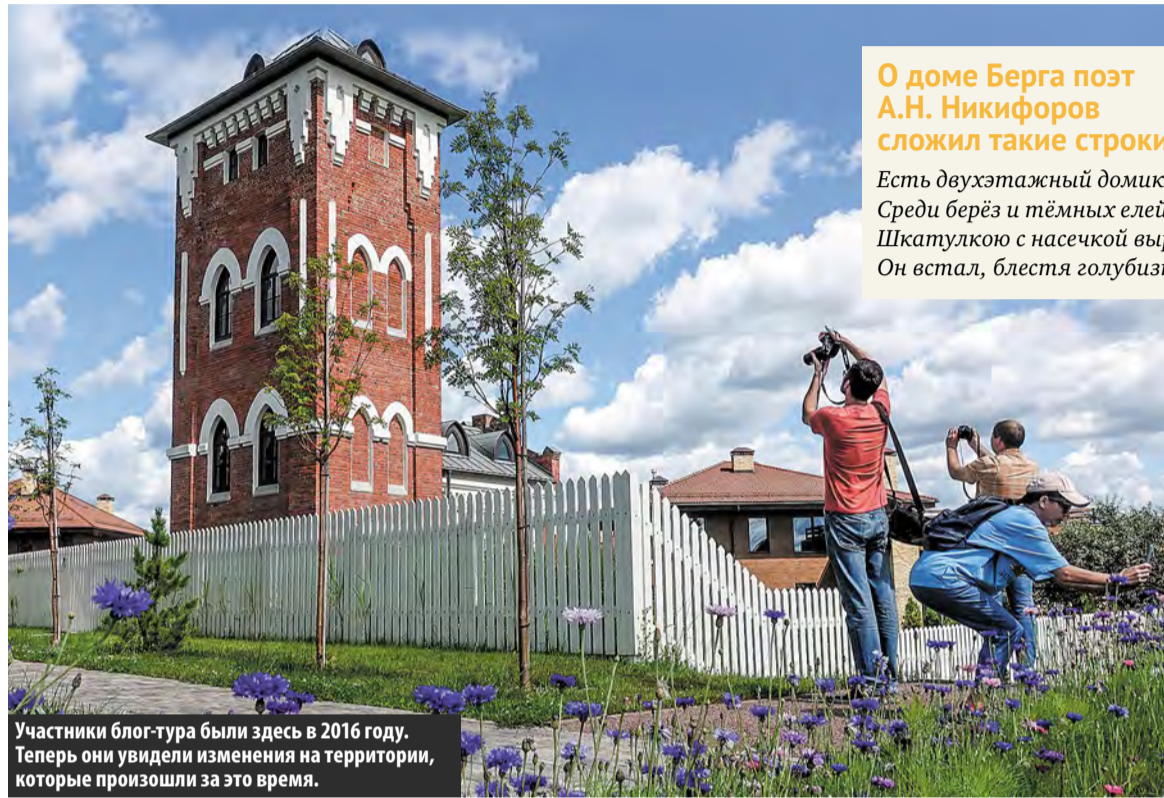 О доме Берга поэт
А.Н. Никифоров
сложил такие строки
Есть двухэтажный домик
Среди берёз и тёмных елей
Шкатулкою с насечкой
Он встал, блестя
Участники блог-тура были здесь в 2016 году.
Теперь они увидели изменения на территории,
которые произошли за это время.